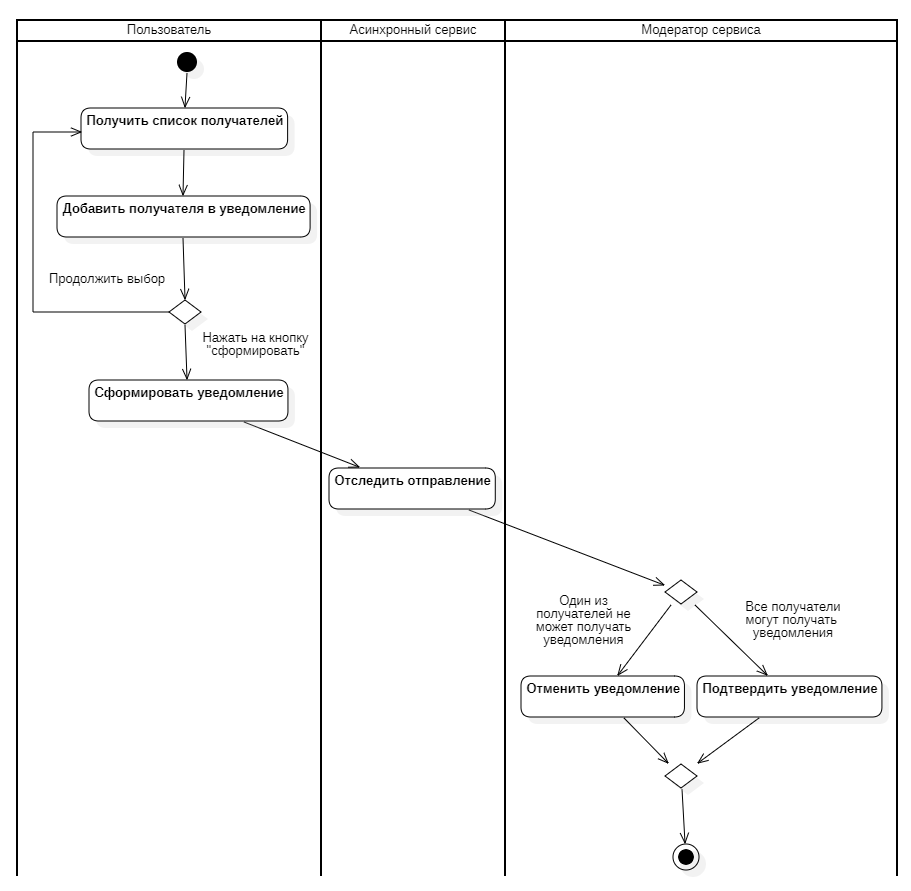 Пользователь
Асинхронный сервис
Модератор сервиса
Получить список получателей
Добавить получателя в уведомление
Продолжить выбор
Нажать на кнопку
"сформировать"
Сформировать уведомление
Отследить отправление
Один из
получателей не
может получать
уведомления
Все получатели
могут получать
уведомления
Отменить уведомление
Подтвердить уведомление